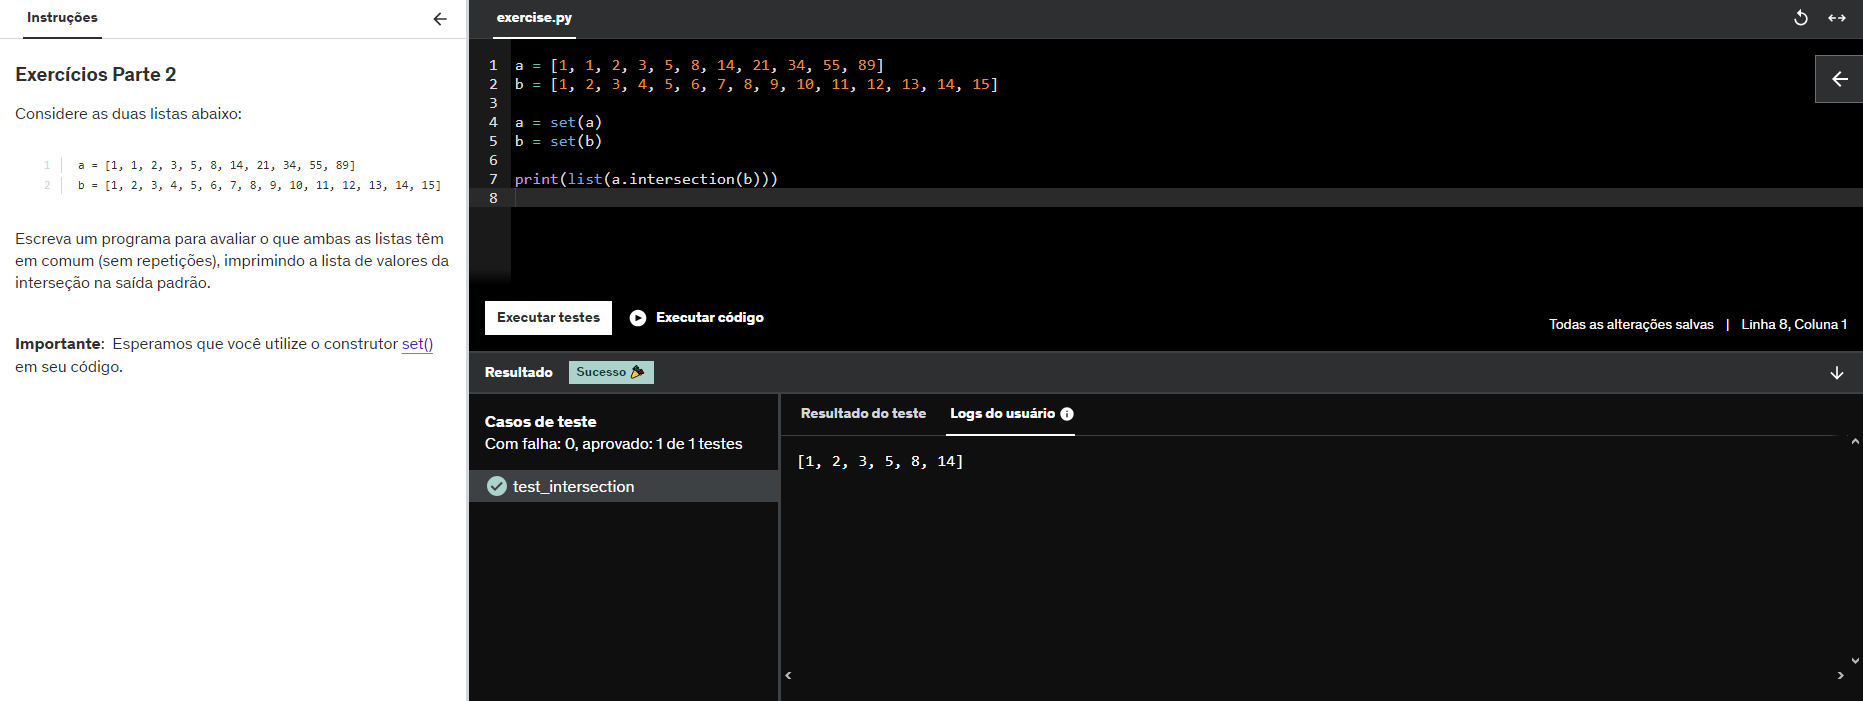 Instruções
Exercícios Parte 2
Considere as duas listas abaixo:
1 a = [1, 1, 2, 3, 5, 8, 14, 21, 34, 55, 89]
2 b = [1, 2, 3, 4, 5, 6, 7, 8, 9, 10, 11, 12, 13, 14, 15]
Escreva um programa para avaliar o que ambas as listas têm
em comum (sem repetições), imprimindo a lista de valores da
interseção na saída padrão.
Importante: Esperamos que você utilize o construtor set()
em seu código.
exercise.py
1 a = [1, 1, 2, 3, 5, 8, 14, 21, 34, 55, 89]
2 b = [1, 2, 3, 4, 5, 6, 7, 8, 9, 10, 11, 12, 13, 14, 15]
3
4 a = set(a)
5 b = set(b)
6
7 print(list(a.intersection(b)))
8
Executar testes Executar código
Todas as alterações salvas | Linha 8, Coluna 1
Resultado Sucesso
Casos de teste
Com falha: 0, aprovado: 1 de 1 testes
test_intersection
Resultado do teste Logs do usuário
[1, 2, 3, 5, 8, 14]